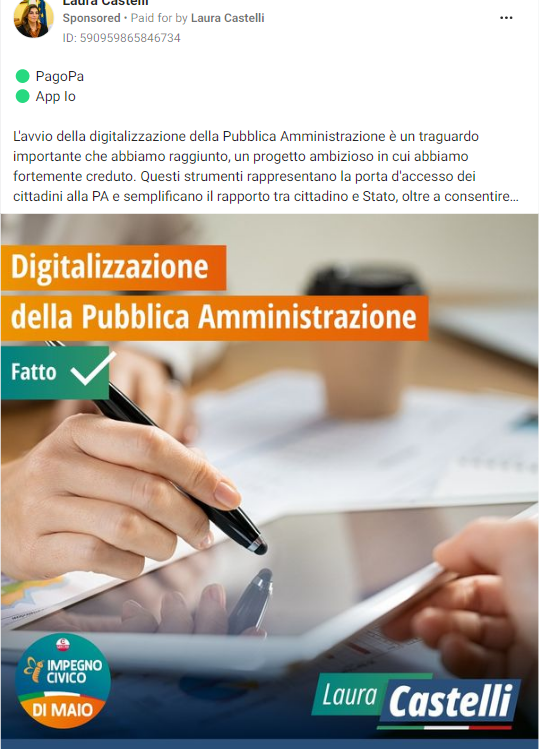 Laura Castelli
Sponsored • Paid for by Laura Castelli
ID: 590959865846734
PagoPa
App Io
L'avvio della digitalizzazione della Pubblica Amministrazione è un traguardo
importante che abbiamo raggiunto, un progetto ambizioso in cui abbiamo
fortemente creduto. Questi strumenti rappresentano la porta d'accesso dei
cittadini alla PA e semplificano il rapporto tra cittadino e Stato, oltre a consentire...
Digitalizzazione
della Pubblica Amministrazione
Fatto
IMPEGNO
CIVICO
DI MAIO
Laura Castelli